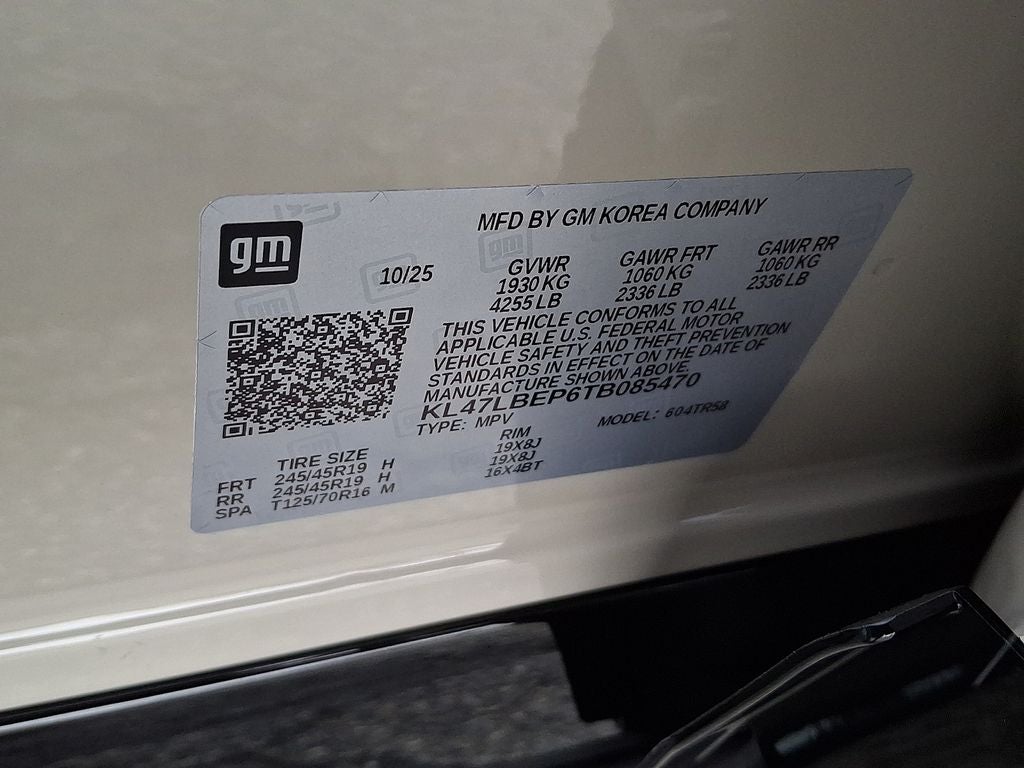 gm
MFD BY GM KOREA COMPANY
10/25
GVWR GAWR FRT GAWR RR
1930 KG 1060 KG 1060 KG
4255 LB 2336 LB 2336 LB
THIS VEHICLE CONFORMS TO ALL
APPLICABLE U.S. FEDERAL MOTOR
VEHICLE SAFETY AND THEFT PREVENTION
STANDARDS IN EFFECT ON THE DATE OF
MANUFACTURE SHOWN ABOVE.
KL47LBEP6TB085470
TYPE: MPV MODEL: 604TR58
TIRE SIZE RIM
FRT 245/45R19 H 19X8J
RR 245/45R19 H 19X8J
SPA T125/70R16 M 16X4BT